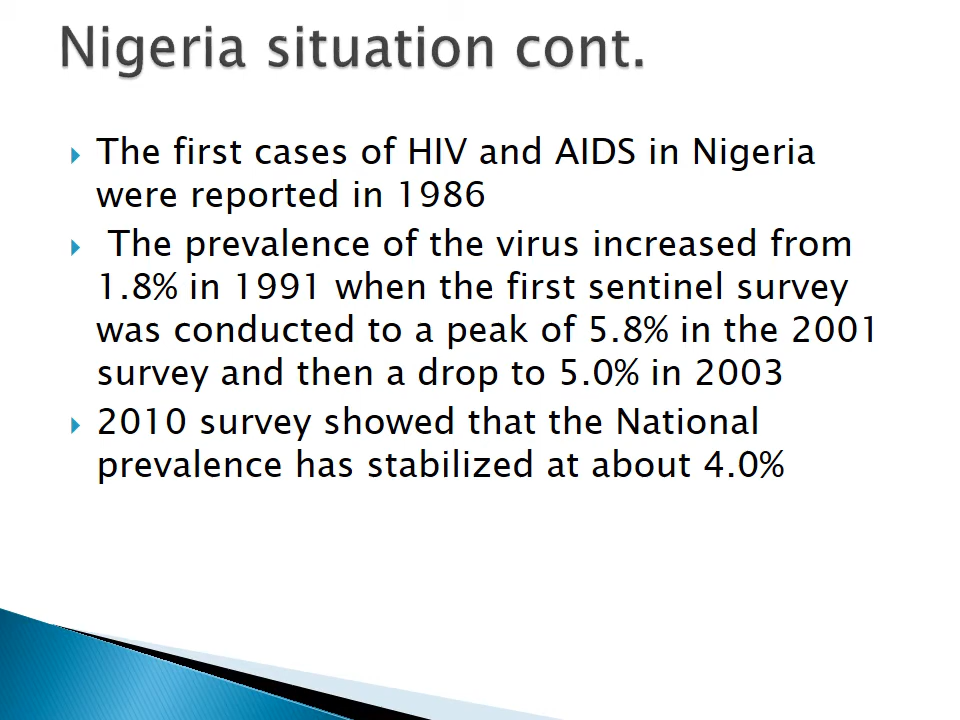 Nigeria situation cont.
The first cases of HIV and AIDS in Nigeria
were reported in 1986
The prevalence of the virus increased from
1.8% in 1991 when the first sentinel survey
was conducted to a peak of 5.8% in the 2001
survey and then a drop to 5.0% in 2003
2010 survey showed that the National
prevalence has stabilized at about 4.0%